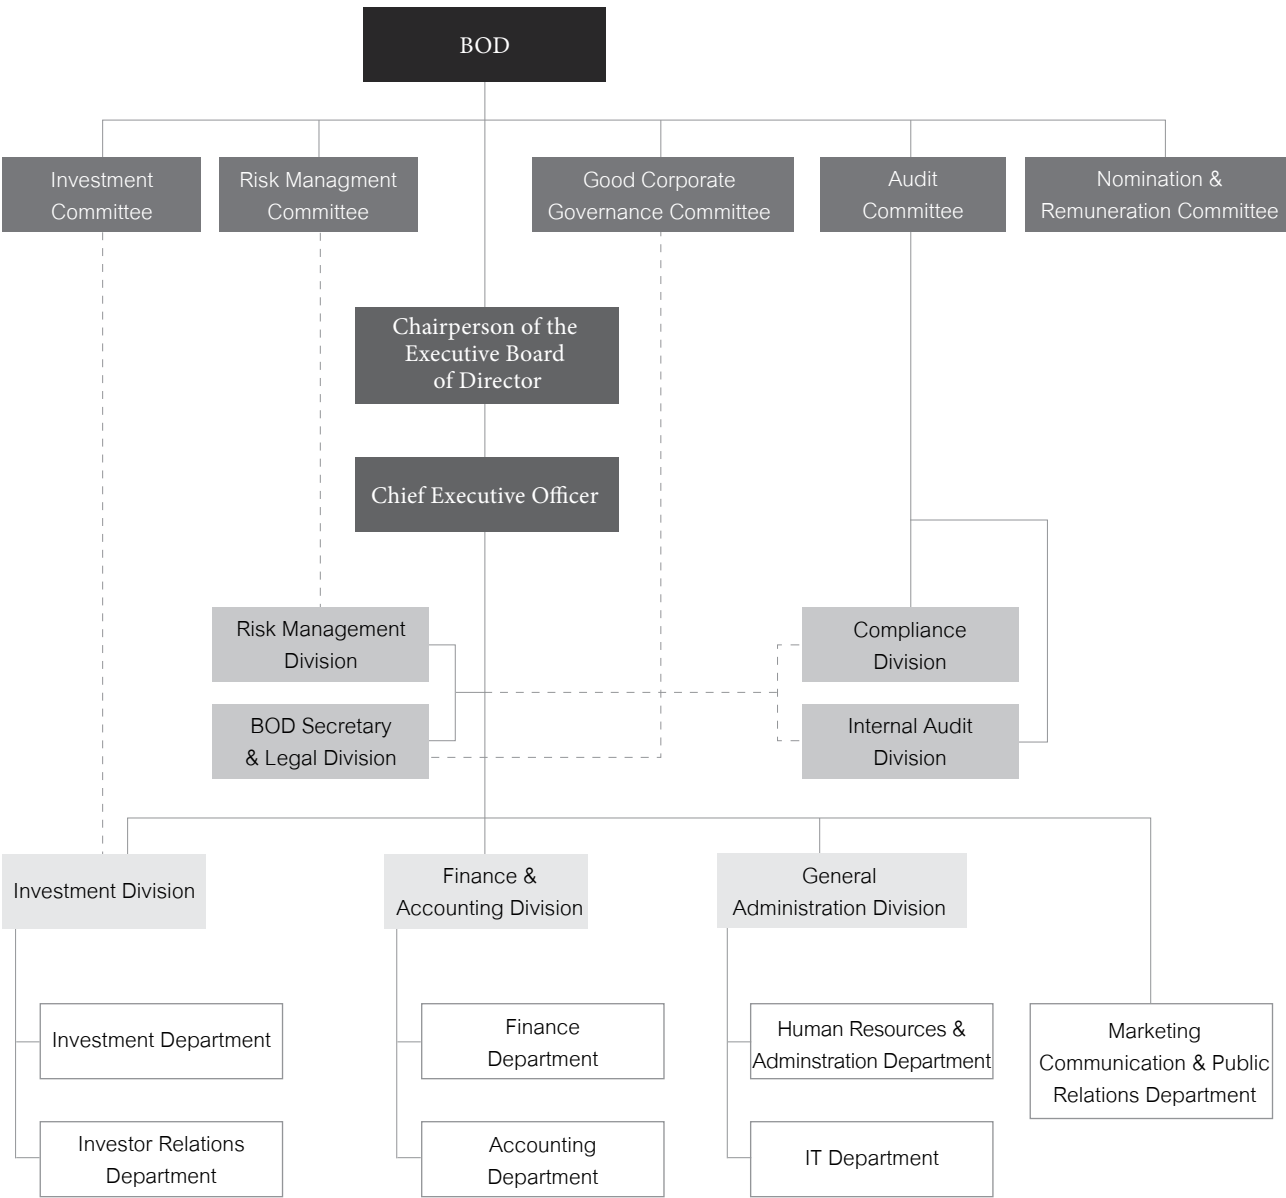 BOD
Investment
Committee
Risk Managment
Committee
Good Corporate
Governance Committee
Audit
Committee
Nomination &
Remuneration Committee
Chairperson of the
Executive Board
of Director
Chief Executive Officer
Risk Management
Division
Compliance
Division
BOD Secretary
& Legal Division
Internal Audit
Division
Investment Division
Finance &
Accounting Division
General
Administration Division
Investment Department
Finance
Department
Human Resources &
Adminstration Department
Marketing
Communication & Public
Relations Department
Investor Relations
Department
Accounting
Department
IT Department